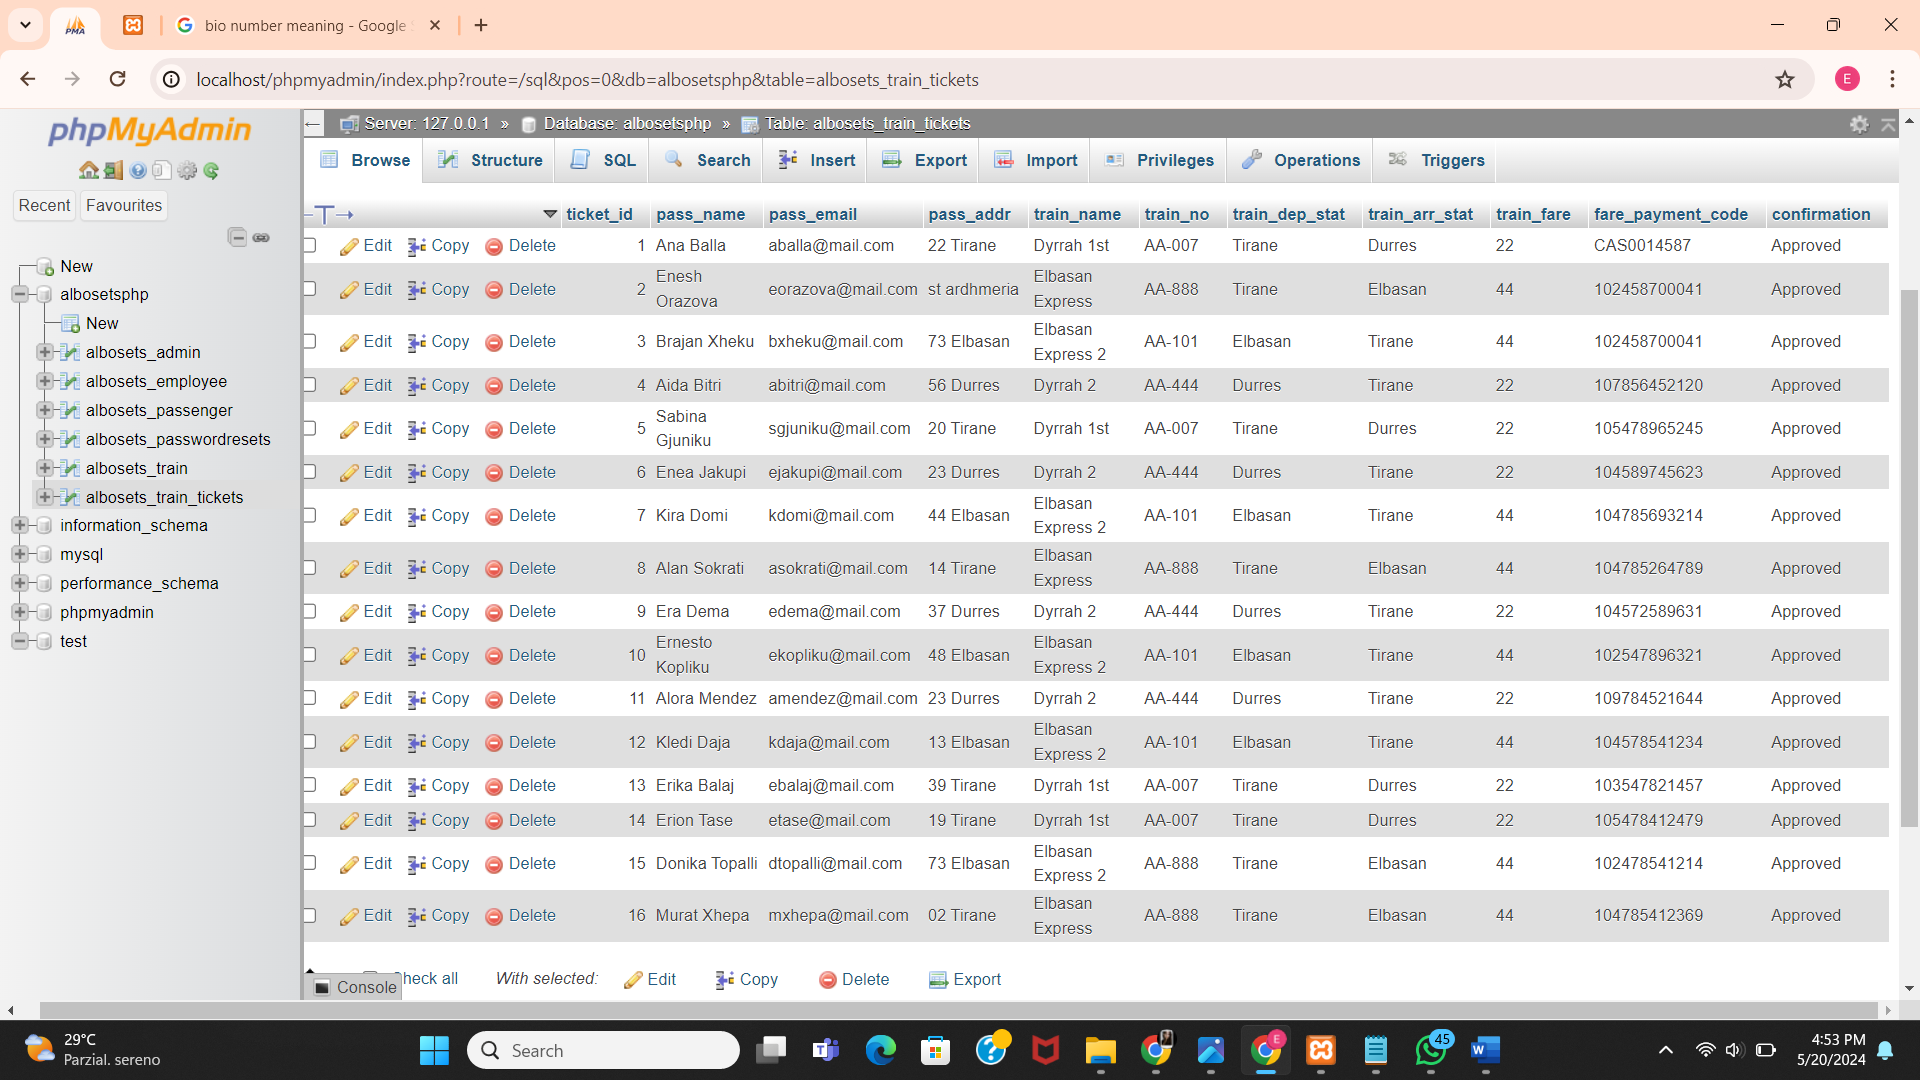 bio number meaning - Google
localhost/phpmyadmin/index.php?route=/sql&pos=0&db=albosetsphp&table=albosets_train_tickets
E
phpMyAdmin
Recent Favourites
New
albosetsphp
New
albosets_admin
albosets_employee
albosets_passenger
albosets_passwordresets
albosets_train
albosets_train_tickets
information_schema
mysql
performance_schema
phpmyadmin
test
Server: 127.0.0.1 » Database: albosetsphp » Table: albosets_train_tickets
Browse Structure SQL Search Insert Export Import Privileges Operations Triggers
ticket_id pass_name pass_email pass_addr train_name train_no train_dep_stat train_arr_stat train_fare fare_payment_code confirmation
Edit Copy Delete 1 Ana Balla aballa@mail.com 22 Tirane Dyrrah 1st AA-007 Tirane Durres 22 CAS0014587 Approved
Edit Copy Delete 2 Enesh Orazova eorazova@mail.com st ardhmeria Elbasan Express AA-888 Tirane Elbasan 44 102458700041 Approved
Edit Copy Delete 3 Brajan Xheku bxheku@mail.com 73 Elbasan Elbasan Express 2 AA-101 Elbasan Tirane 44 102458700041 Approved
Edit Copy Delete 4 Aida Bitri abitri@mail.com 56 Durres Dyrrah 2 AA-444 Durres Tirane 22 107856452120 Approved
Edit Copy Delete 5 Sabina Gjuniku sgjuniku@mail.com 20 Tirane Dyrrah 1st AA-007 Tirane Durres 22 105478965245 Approved
Edit Copy Delete 6 Enea Jakupi ejakupi@mail.com 23 Durres Dyrrah 2 AA-444 Durres Tirane 22 104589745623 Approved
Edit Copy Delete 7 Kira Domi kdomi@mail.com 44 Elbasan Elbasan Express 2 AA-101 Elbasan Tirane 44 104785693214 Approved
Edit Copy Delete 8 Alan Sokrati asokrati@mail.com 14 Tirane Elbasan Express AA-888 Tirane Elbasan 44 104785264789 Approved
Edit Copy Delete 9 Era Dema edema@mail.com 37 Durres Dyrrah 2 AA-444 Durres Tirane 22 104572589631 Approved
Edit Copy Delete 10 Ernesto Kopliku ekopliku@mail.com 48 Elbasan Elbasan Express 2 AA-101 Elbasan Tirane 44 102547896321 Approved
Edit Copy Delete 11 Alora Mendez amendez@mail.com 23 Durres Dyrrah 2 AA-444 Durres Tirane 22 109784521644 Approved
Edit Copy Delete 12 Kledi Daja kdaja@mail.com 13 Elbasan Elbasan Express 2 AA-101 Elbasan Tirane 44 104578541234 Approved
Edit Copy Delete 13 Erika Balaj ebalaj@mail.com 39 Tirane Dyrrah 1st AA-007 Tirane Durres 22 103547821457 Approved
Edit Copy Delete 14 Erion Tase etase@mail.com 19 Tirane Dyrrah 1st AA-007 Tirane Durres 22 105478412479 Approved
Edit Copy Delete 15 Donika Topalli dtopalli@mail.com 73 Elbasan Elbasan Express 2 AA-888 Tirane Elbasan 44 102478541214 Approved
Edit Copy Delete 16 Murat Xhepa mxhepa@mail.com 02 Tirane Elbasan Express AA-888 Tirane Elbasan 44 104785412369 Approved
heck all With selected: Edit Copy Delete Export
Console
29°C
Parzial. sereno
Search
45
4:53 PM
5/20/2024